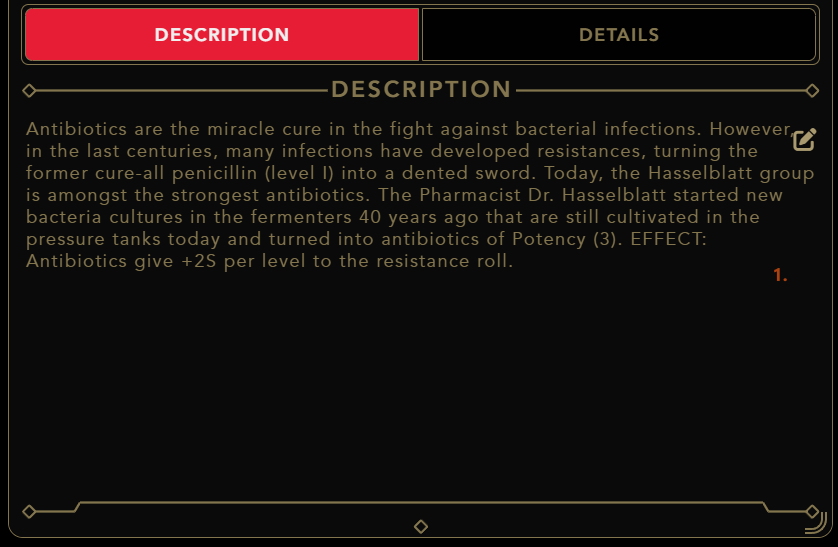 DESCRIPTION
DETAILS
DESCRIPTION
Antibiotics are the miracle cure in the fight against bacterial infections. However,
in the last centuries, many infections have developed resistances, turning the
former cure-all penicillin (level I) into a dented sword. Today, the Hasselblatt group
is amongst the strongest antibiotics. The Pharmacist Dr. Hasselblatt started new
bacteria cultures in the fermenters 40 years ago that are still cultivated in the
pressure tanks today and turned into antibiotics of Potency (3). EFFECT:
Antibiotics give +2S per level to the resistance roll.
1.